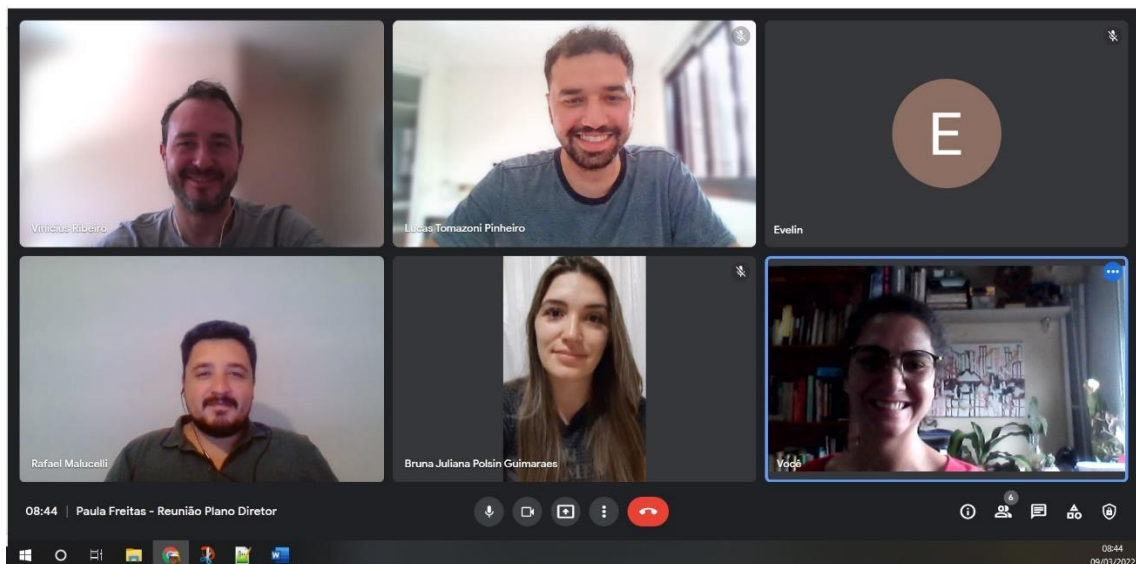 Vinicius Ribeiro
Lucas Tomazoni Pinheiro
E
Evelin
Rafael Malucelli
Bruna Juliana Polsin Guimaraes
Você
08:44 | Paula Freitas - Reunião Plano Diretor
6
08:44
09/03/2022